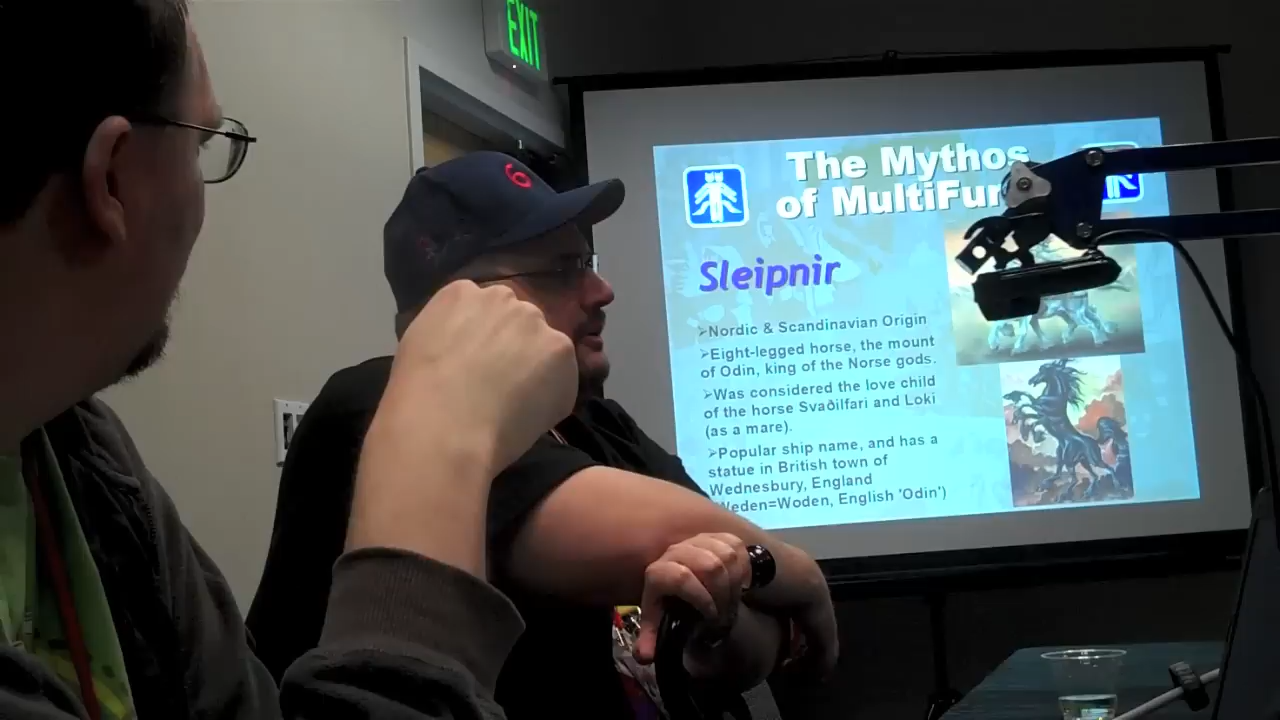 EXIT
6
The Mythos
of MultiFur
Sleipnir
➢Nordic & Scandinavian Origin
➢Eight-legged horse, the mount
of Odin, king of the Norse gods.
➢Was considered the love child
of the horse Svaðilfari and Loki
(as a mare).
➢Popular ship name, and has a
statue in British town of
Wednesbury, England
Weden=Woden, English 'Odin')